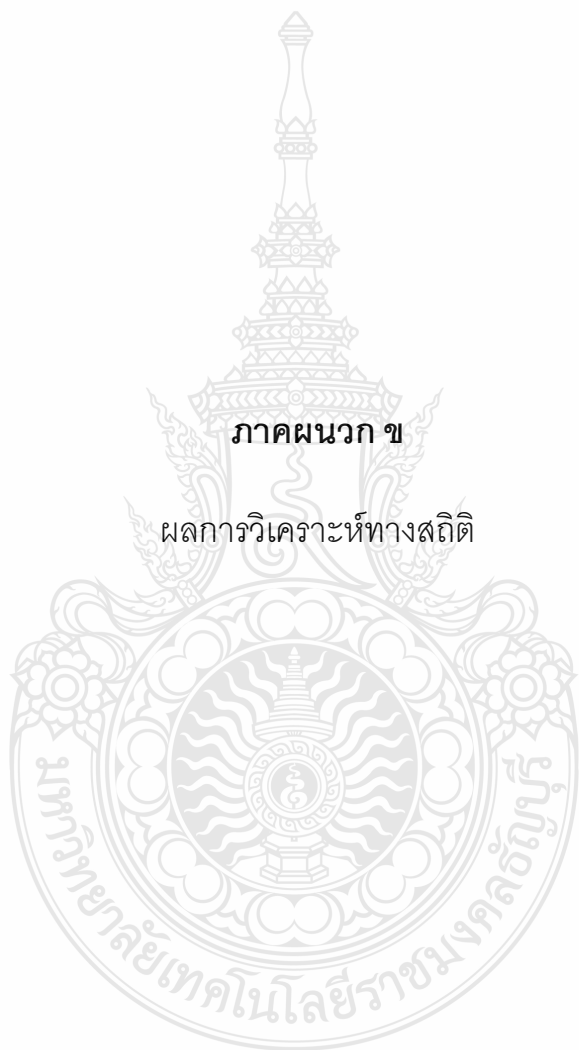 ภาคผนวก ข
ผลการวิเคราะห์ทางสถิติ
มหาวิทยาลัยเทคโนโลยีราชมงคลธัญบุรี